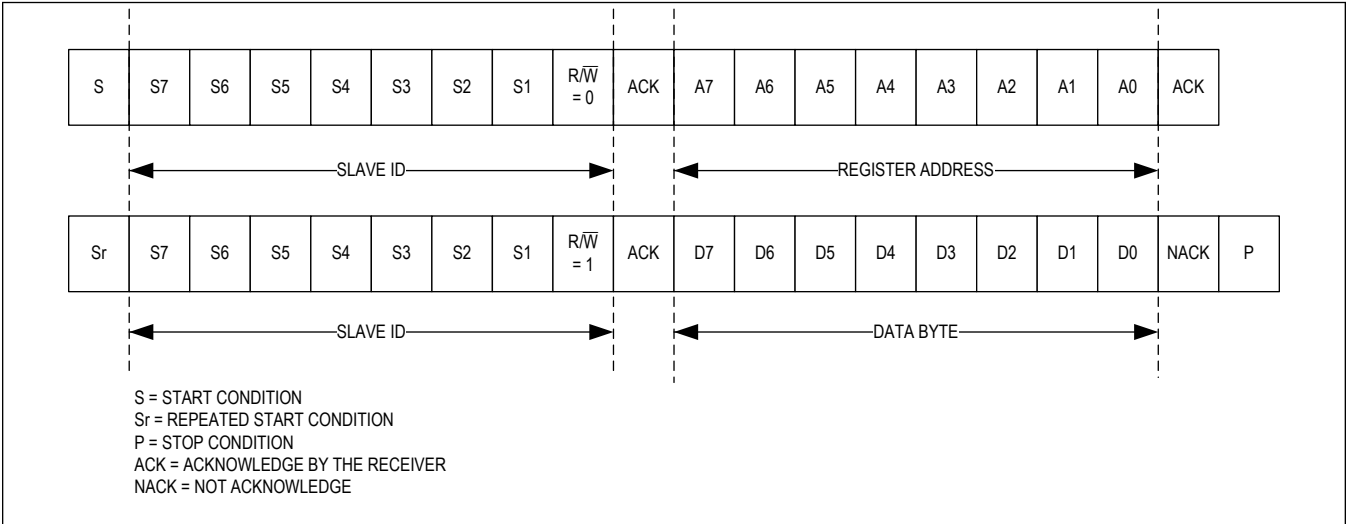 S S7 S6 S5 S4 S3 S2 S1 R/W̅ = 0 ACK A7 A6 A5 A4 A3 A2 A1 A0 ACK
SLAVE ID REGISTER ADDRESS
Sr S7 S6 S5 S4 S3 S2 S1 R/W̅ = 1 ACK D7 D6 D5 D4 D3 D2 D1 D0 NACK P
SLAVE ID DATA BYTE
S = START CONDITION
Sr = REPEATED START CONDITION
P = STOP CONDITION
ACK = ACKNOWLEDGE BY THE RECEIVER
NACK = NOT ACKNOWLEDGE